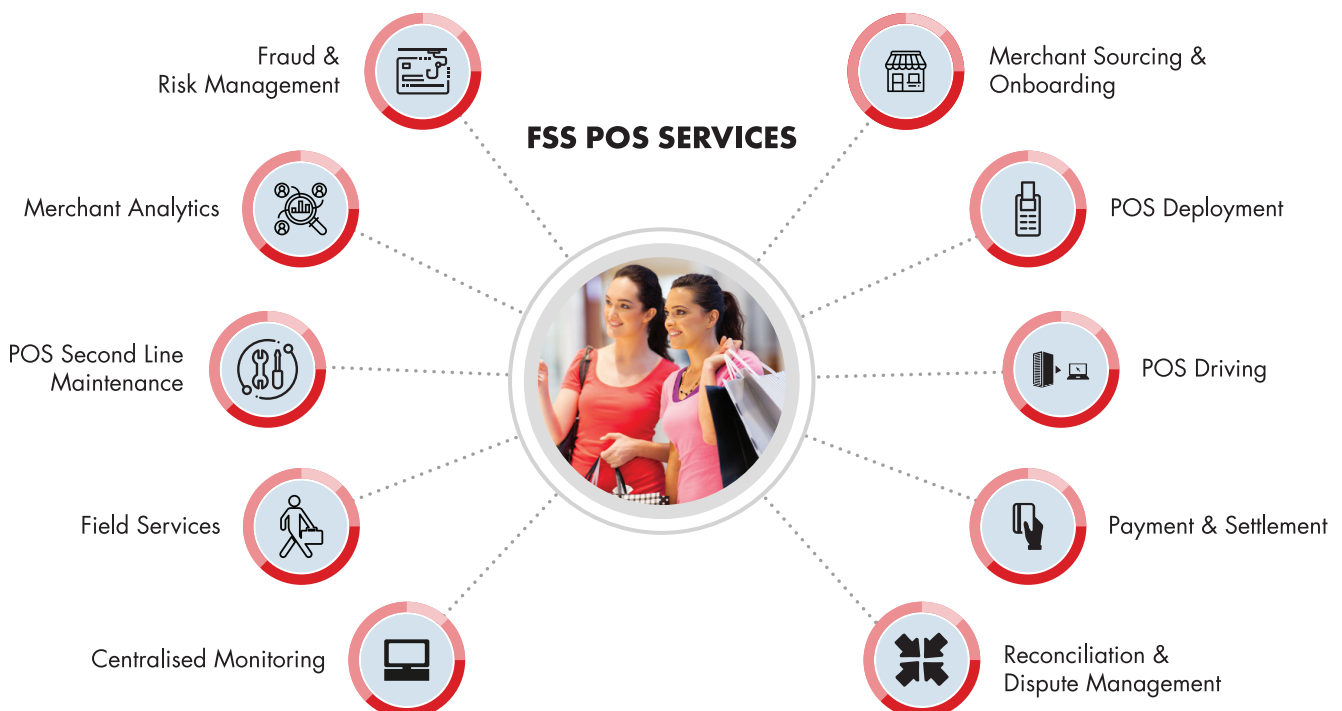 FSS POS SERVICES
Fraud &
Risk Management
Merchant Analytics
POS Second Line
Maintenance
Field Services
Centralised Monitoring
Merchant Sourcing &
Onboarding
POS Deployment
POS Driving
Payment & Settlement
Reconciliation &
Dispute Management